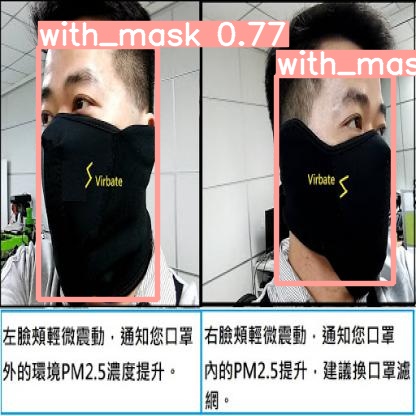 with_mask 0.77
with_mas
Virbate
Virbate
左臉頰輕微震動，通知您口罩
外的環境PM2.5濃度提升。
右臉頰輕微震動，通知您口罩
內的PM2.5提升，建議換口罩濾
網。